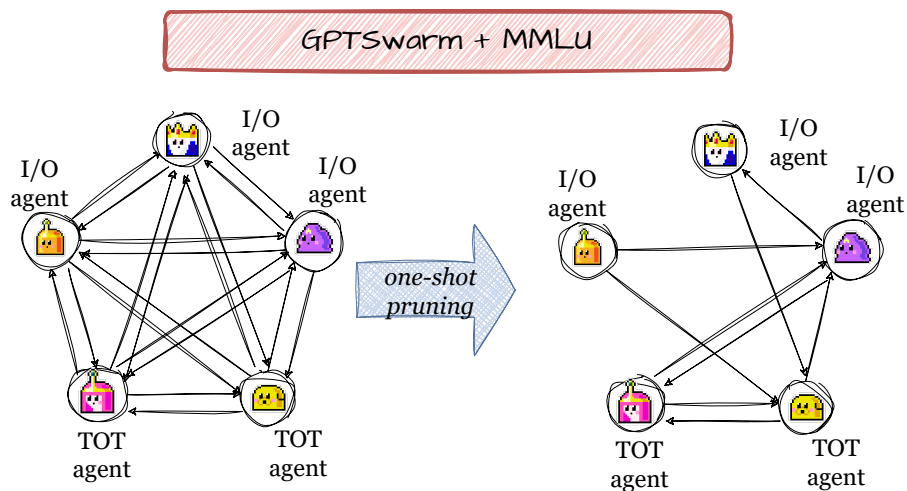 GPTSwarm + MMLU
I/O
agent
I/O
agent
I/O
agent
TOT
agent
TOT
agent
one-shot
pruning
I/O
agent
I/O
agent
I/O
agent
TOT
agent
TOT
agent